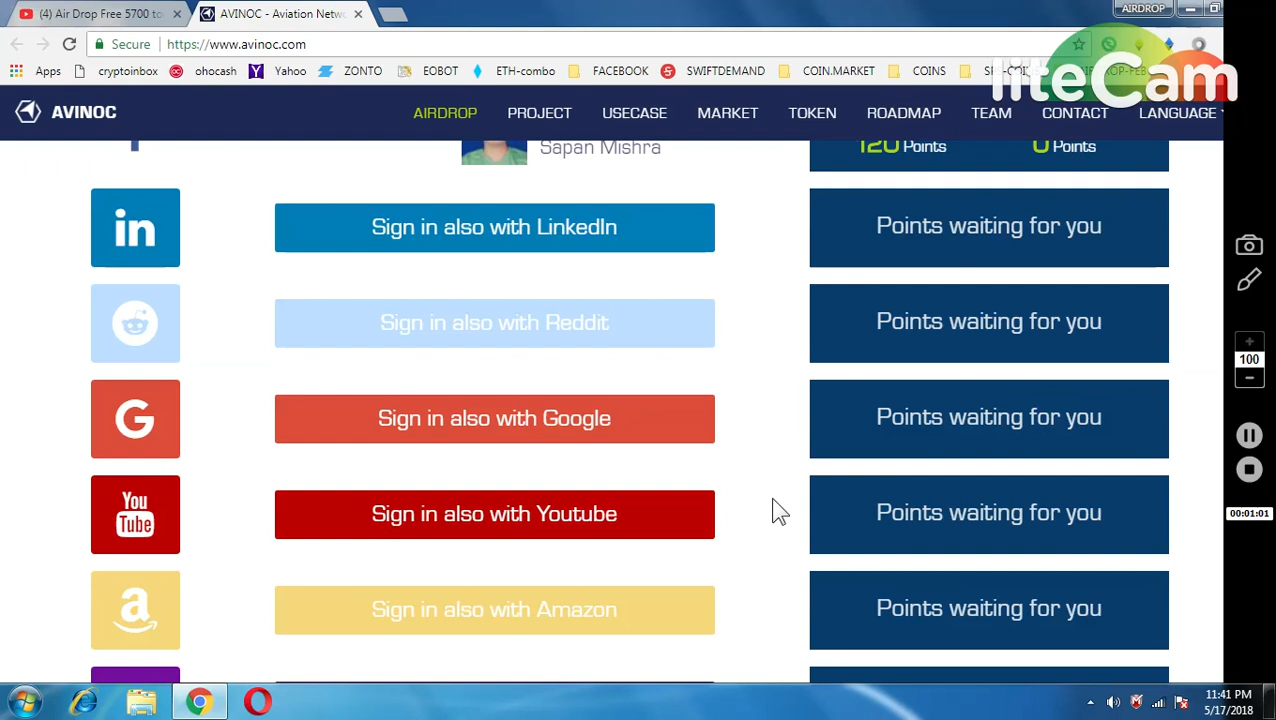 (4) Air Drop Free 5700 to
AVINOC - Aviation Netw
AIRDROP
Secure
https://www.avinoc.com
Apps
cryptoinbox
ohocash
Yahoo
ZONTO
EOBOT
ETH-combo
FACEBOOK
SWIFTDEMAND
COIN.MARKET
COINS
liteCam
AVINOC
AIRDROP
PROJECT
USECASE
MARKET
TOKEN
ROADMAP
TEAM
CONTACT
LANGUAGE
Sapan Mishra
120 Points
0 Points
in
Sign in also with LinkedIn
Points waiting for you
Sign in also with Reddit
Points waiting for you
G
Sign in also with Google
Points waiting for you
You
Tube
Sign in also with Youtube
Points waiting for you
a
Sign in also with Amazon
Points waiting for you
100
00:01:01
11:41 PM
5/17/2018